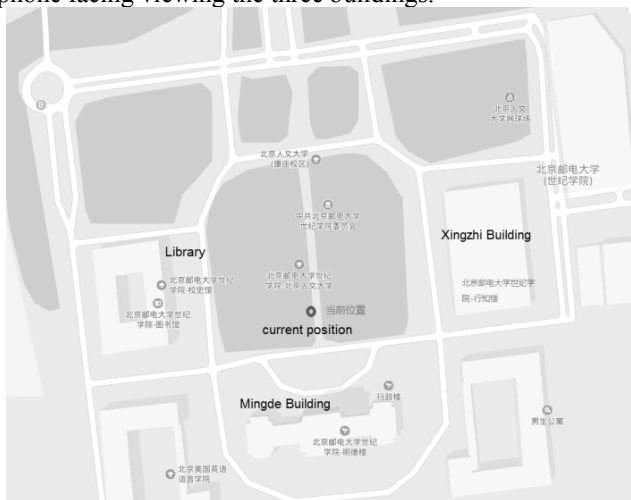 phone facing viewing the three buildings.
北京人文
大学网球场
北京人文大学
(康庄校区)
北京邮电大学
(世纪学院)
中共北京邮电大学
世纪学院委员会
Xingzhi Building
Library
北京邮电大学世纪
学院-北京人文大学
北京邮电大学世纪
学院-校史馆
北京邮电大学世纪学
院-行知楼
北京邮电大学世纪
学院-图书馆
当前位置
current position
Mingde Building
行政楼
男生公寓
北京邮电大学世纪
学院-明德楼
北京美国英语
语言学院